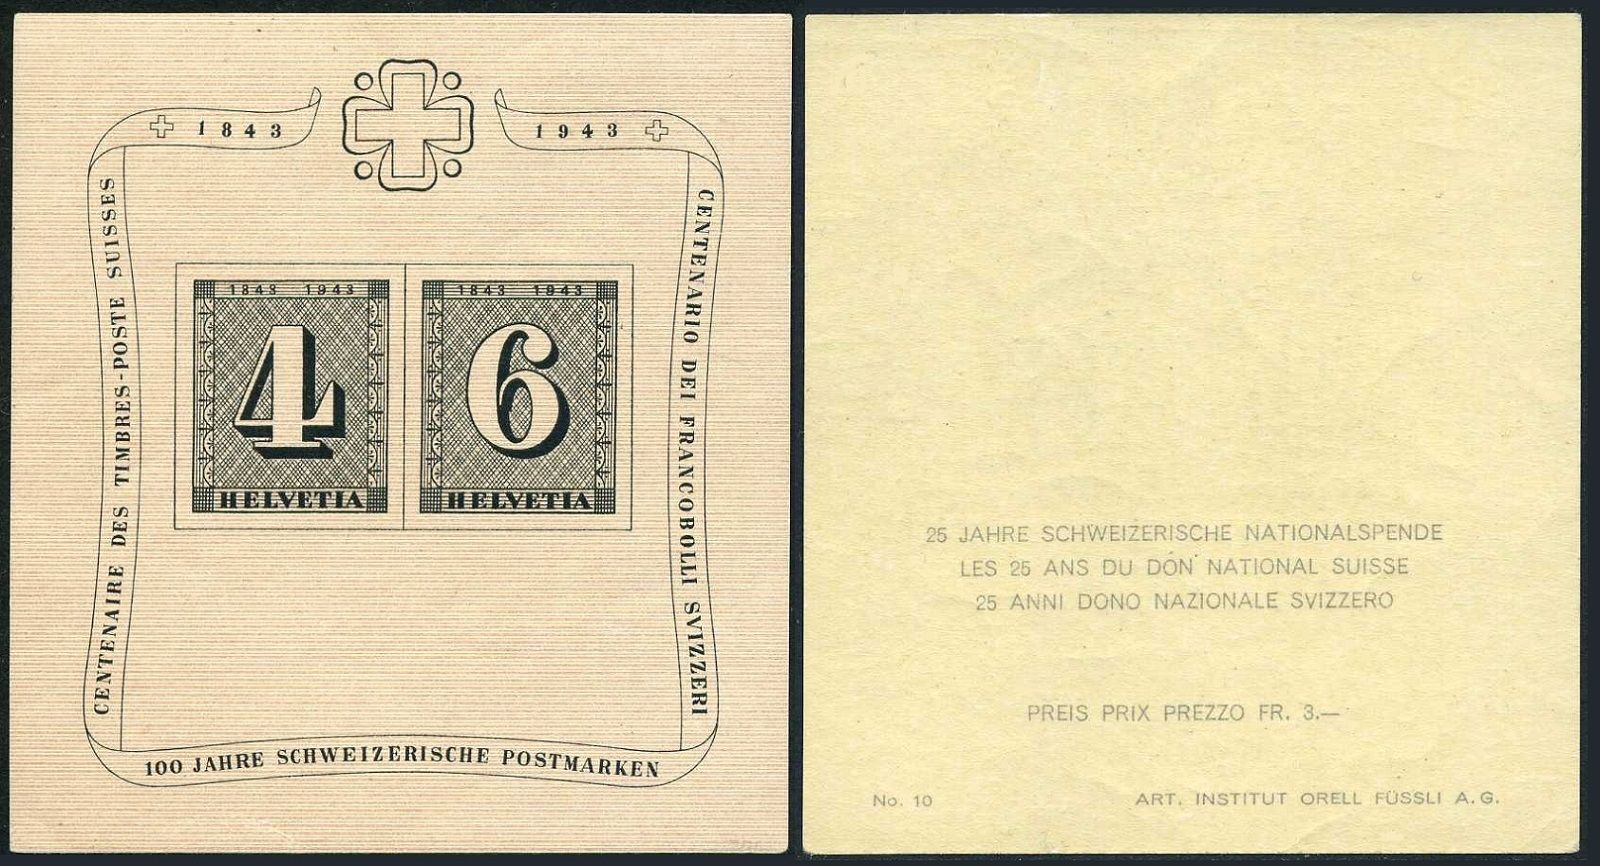 1843
1943
CENTENAIRE DES TIMBRES-POSTE SUISSES
CENTENARIO DEI FRANCOBOLLI SVIZZERI
1843 1943
4
HELVETIA
1843 1943
6
HELVETIA
100 JAHRE SCHWEIZERISCHE POSTMARKEN
25 JAHRE SCHWEIZERISCHE NATIONALSPENDE
LES 25 ANS DU DON NATIONAL SUISSE
25 ANNI DONO NAZIONALE SVIZZERO
PREIS PRIX PREZZO FR. 3.—
No. 10
ART. INSTITUT ORELL FÜSSLI A.G.